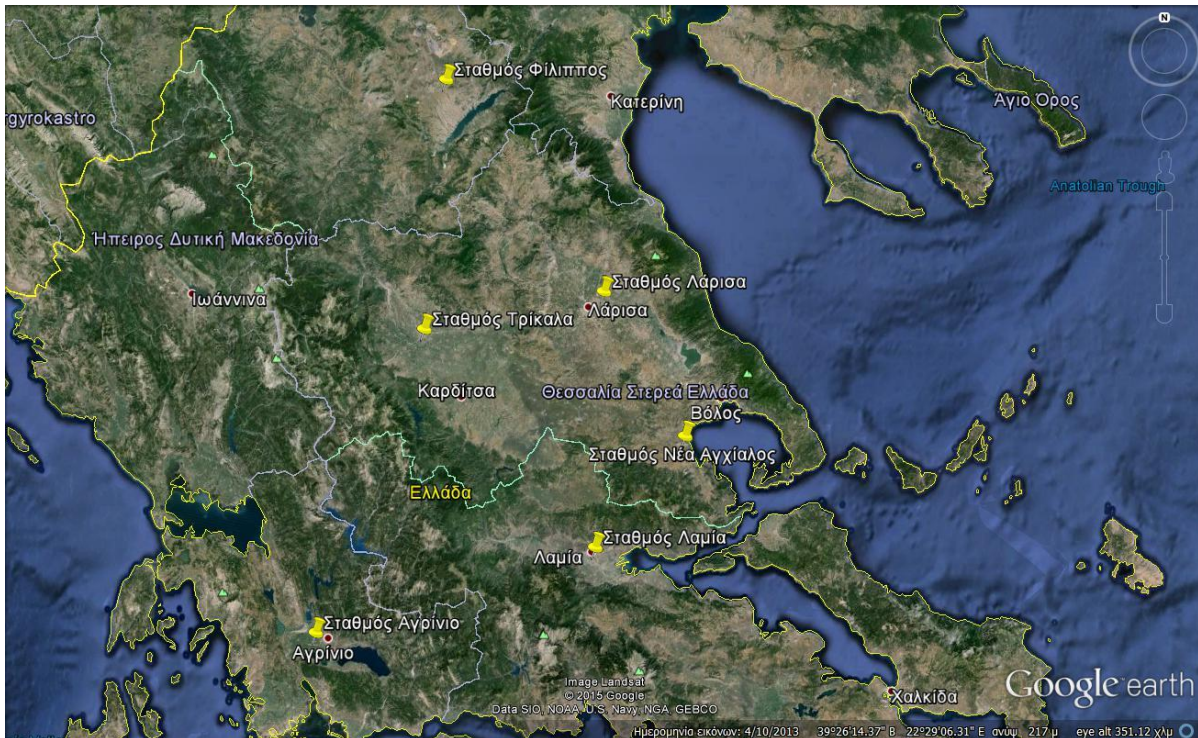 N
Σταθμός Φίλιππος
Κατερίνη
Άγιο Όρος
rgyrokastro
Anatolian Trough
Ήπειρος Δυτική Μακεδονία
Σταθμός Λάρισα
Ιωάννινα
Λάρισα
Σταθμός Τρίκαλα
Καρδίτσα
Θεσσαλία Στερεά Ελλάδα
Βόλος
Σταθμός Νέα Αγχίαλος
Ελλάδα
Σταθμός Λαμία
Λαμία
Σταθμός Αγρίνιο
Αγρίνιο
Image Landsat
© 2015 Google
Data SIO, NOAA, U.S. Navy, NGA, GEBCO
Χαλκίδα
Google earth
Ημερομηνία εικόνων: 4/10/2013 39°26'14.37" Β 22°29'06.31" Ε ανύψ. 217 μ eye alt 351.12 χλμ